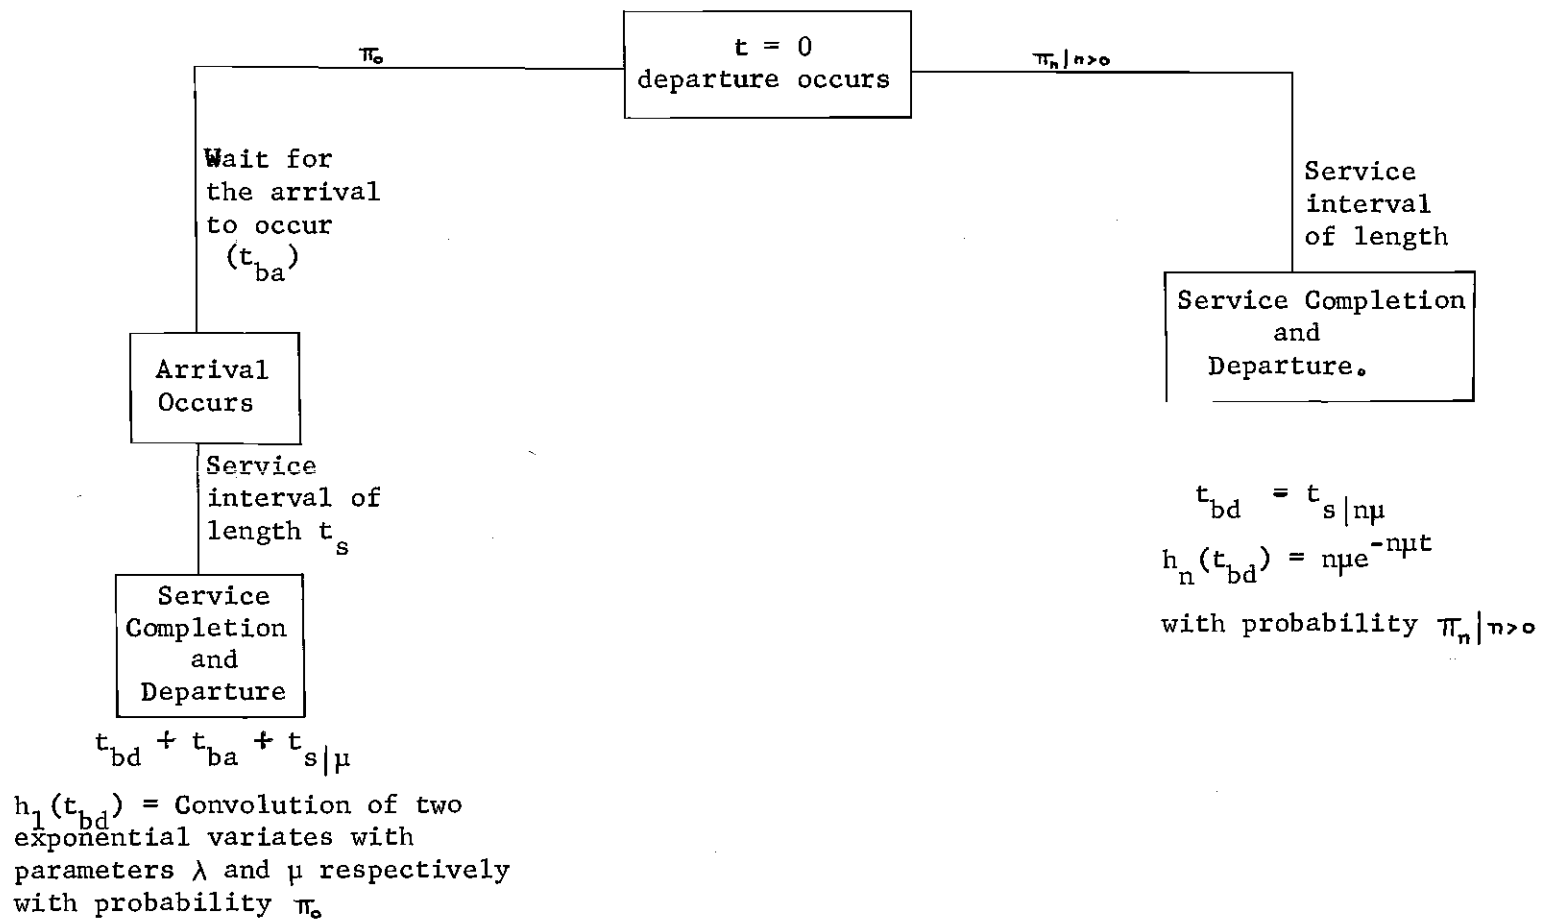 t = 0
departure occurs
π₀
πₙ|n>0
Wait for
the arrival
to occur
(t_ba)
Arrival
Occurs
Service
interval of
length t_s
Service
Completion
and
Departure
t_bd + t_ba + t_s|μ
h₁(t_bd) = Convolution of two
exponential variates with
parameters λ and μ respectively
with probability π₀
Service
interval
of length
Service Completion
and
Departure.
t_bd = t_s|nμ
hₙ(t_bd) = nμe^-nμt
with probability πₙ|n>0